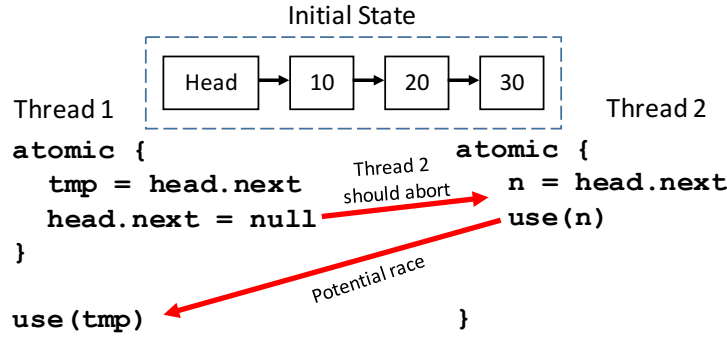 Initial State
Head 10 20 30
Thread 1
Thread 2
atomic {
tmp = head.next
head.next = null
}
use(tmp)
Thread 2
should abort
Potential race
atomic {
n = head.next
use(n)
}